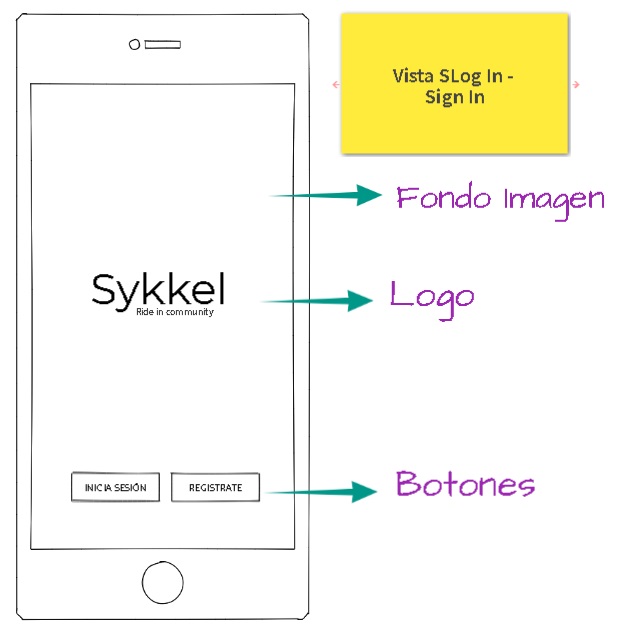 Vista SLog In -
Sign In
Fondo Imagen
Sykkel
Ride in community
Logo
INICIA SESIÓN
REGISTRATE
Botones